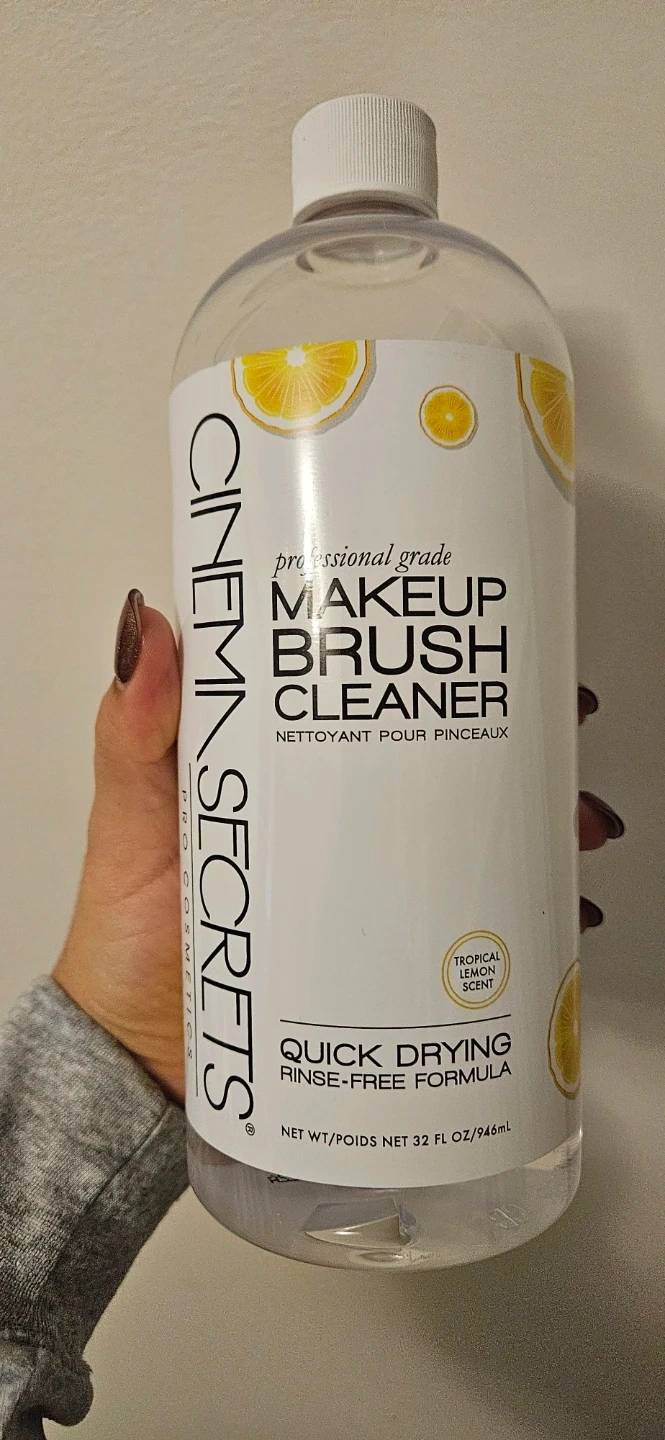 CINEMA SECRETS®
PRO COSMETICS
professional grade
MAKEUP
BRUSH
CLEANER
NETTOYANT POUR PINCEAUX
TROPICAL
LEMON
SCENT
QUICK DRYING
RINSE-FREE FORMULA
NET WT/POIDS NET 32 FL OZ/946mL